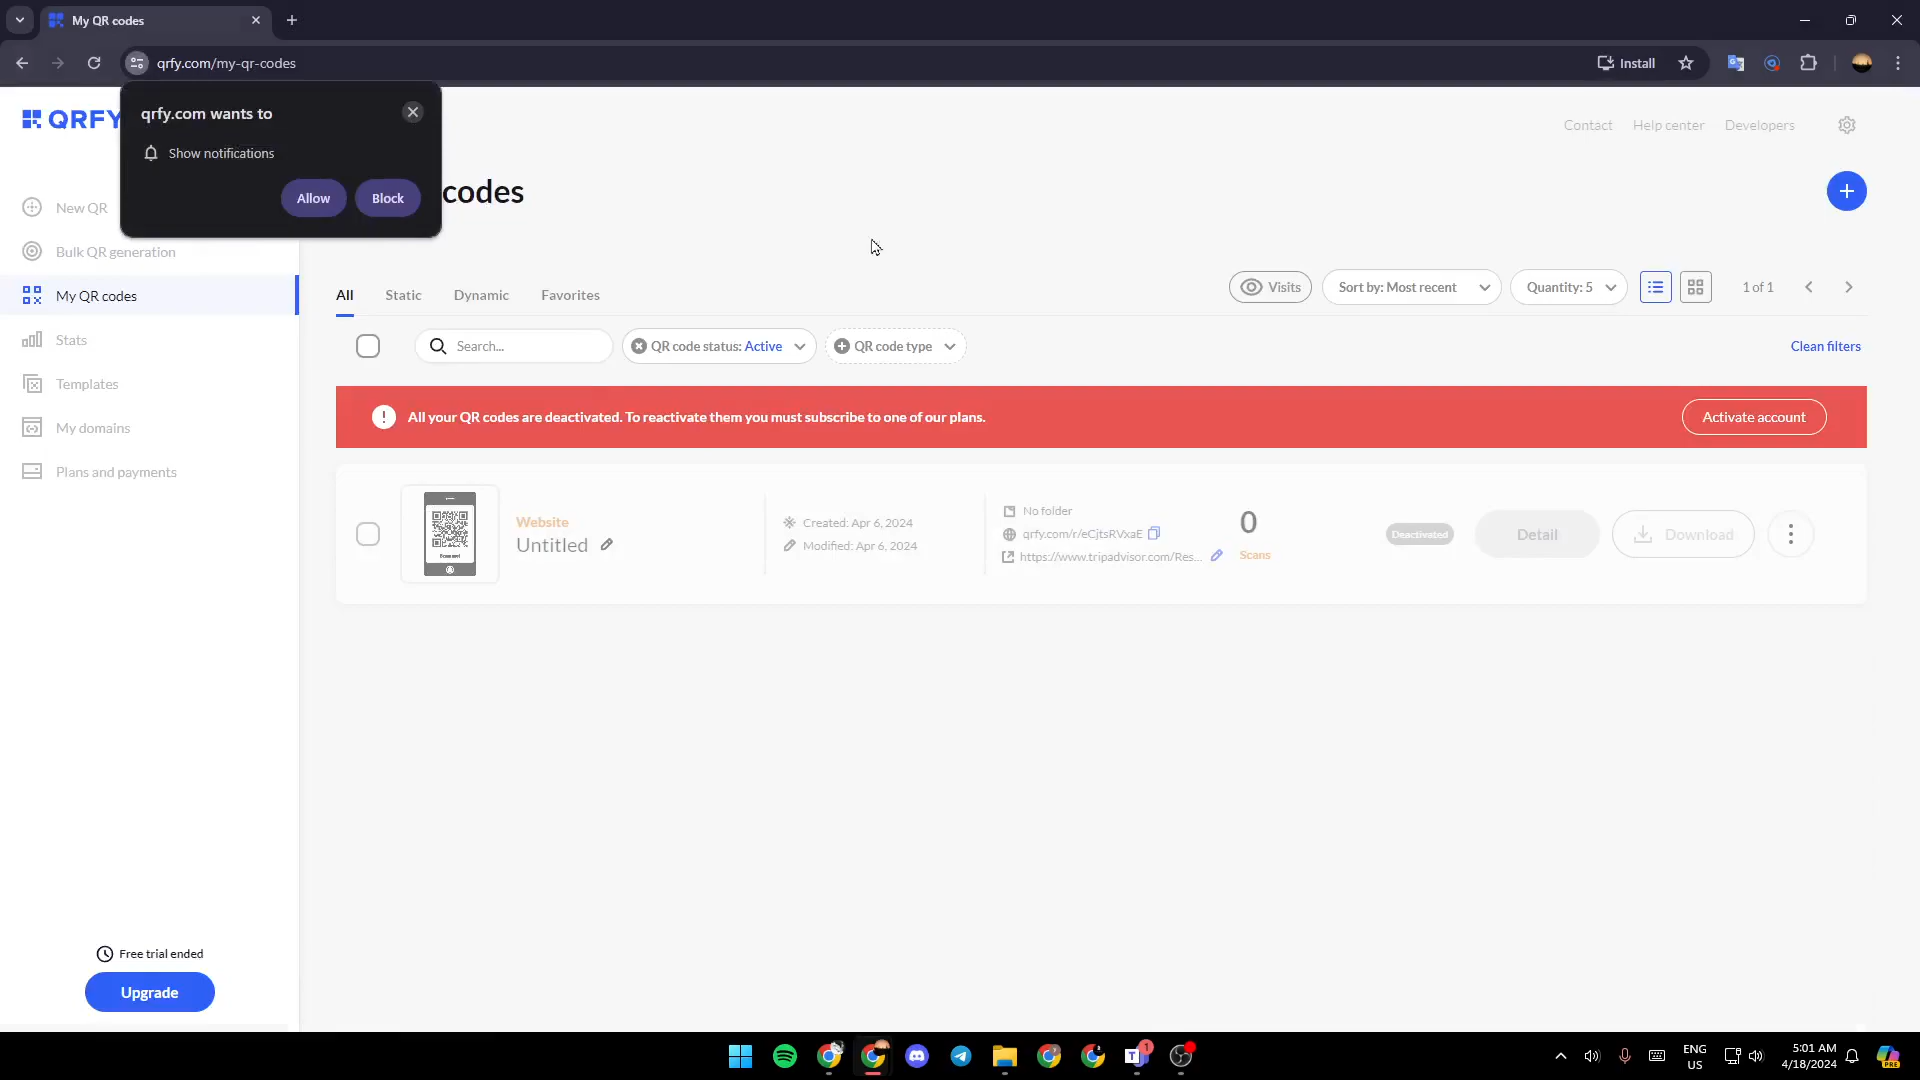 My QR codes
qrfy.com/my-qr-codes
Install
qrfy.com wants to
Show notifications
Allow
Block
QRFY
Contact
Help center
Developers
codes
New QR
Bulk QR generation
My QR codes
Stats
Templates
My domains
Plans and payments
All
Static
Dynamic
Favorites
Visits
Sort by: Most recent
Quantity: 5
1 of 1
Search...
QR code status: Active
QR code type
Clean filters
All your QR codes are deactivated. To reactivate them you must subscribe to one of our plans.
Activate account
Website
Untitled
Created: Apr 6, 2024
Modified: Apr 6, 2024
No folder
qrfy.com/r/eCjtsRVxaE
https://www.tripadvisor.com/Res...
0
Scans
Deactivated
Detail
Download
Free trial ended
Upgrade
1
ENG
US
5:01 AM
4/18/2024
PRE